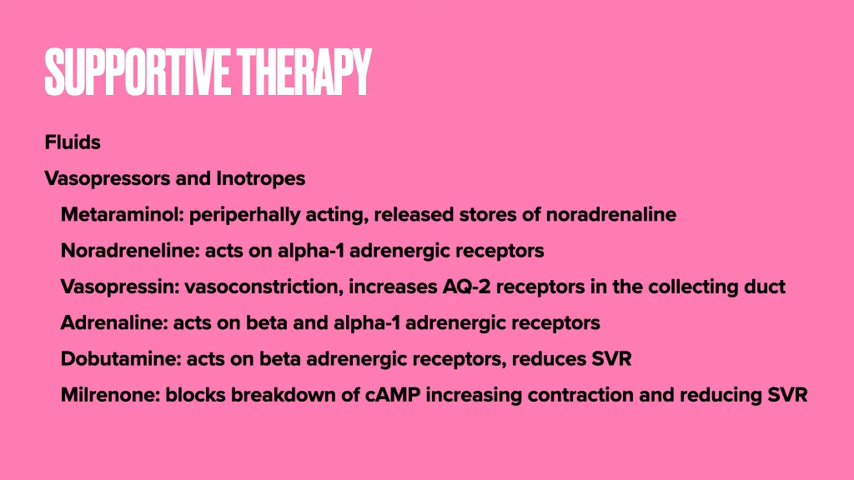 SUPPORTIVE THERAPY
Fluids
Vasopressors and Inotropes
Metaraminol: periperhally acting, released stores of noradrenaline
Noradreneline: acts on alpha-1 adrenergic receptors
Vasopressin: vasoconstriction, increases AQ-2 receptors in the collecting duct
Adrenaline: acts on beta and alpha-1 adrenergic receptors
Dobutamine: acts on beta adrenergic receptors, reduces SVR
Milrenone: blocks breakdown of cAMP increasing contraction and reducing SVR